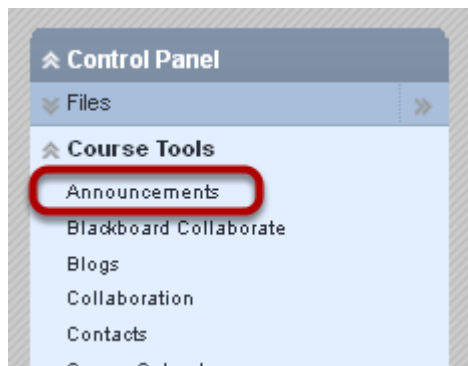 Control Panel
Files
Course Tools
Announcements
Blackboard Collaborate
Blogs
Collaboration
Contacts